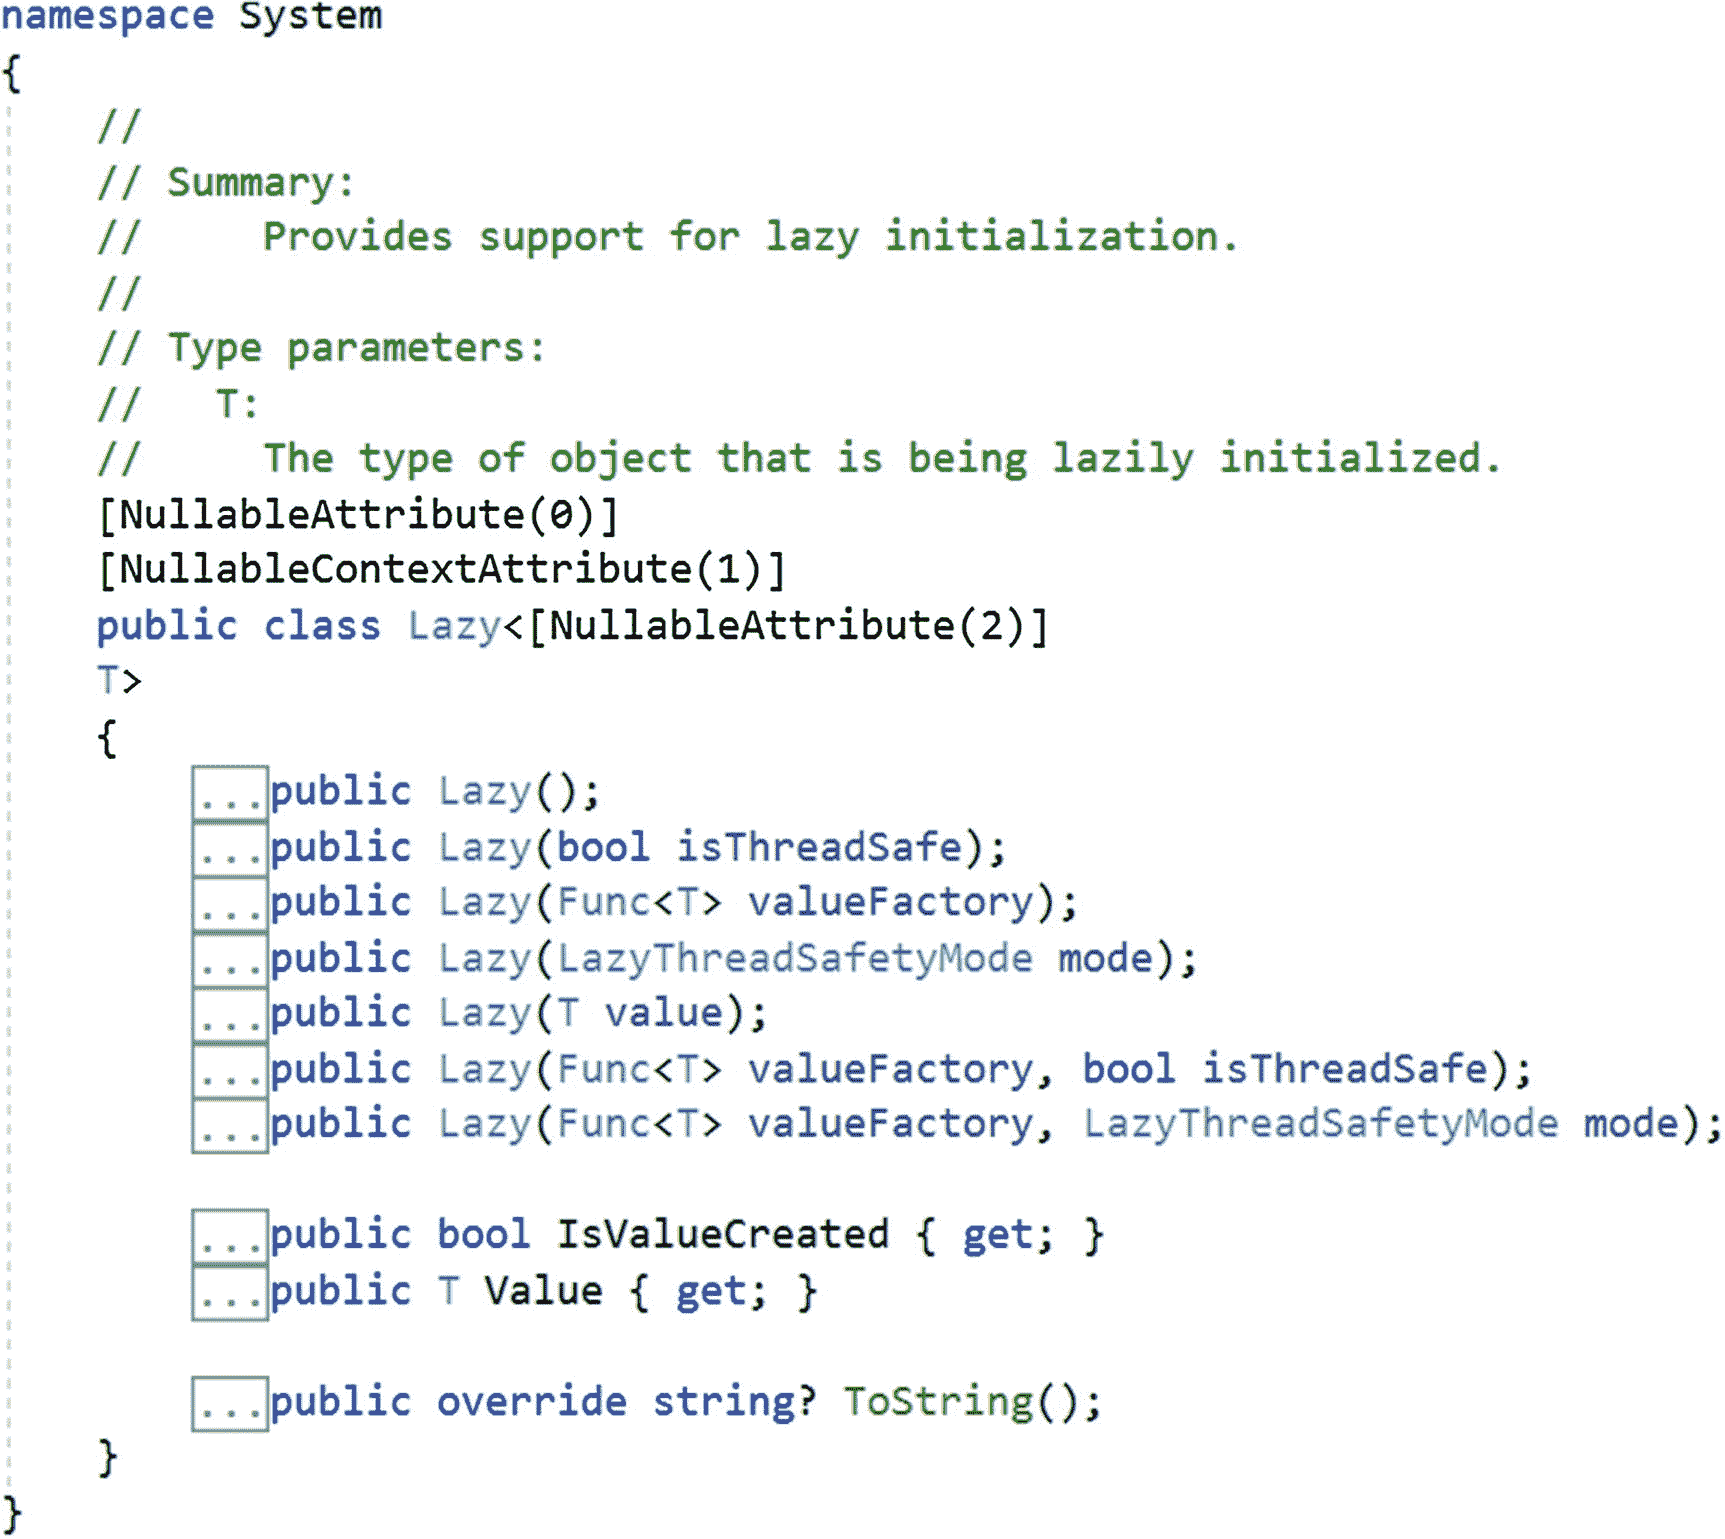 namespace System
{
    //
    // Summary:
    //     Provides support for lazy initialization.
    //
    // Type parameters:
    //   T:
    //     The type of object that is being lazily initialized.
    [NullableAttribute(0)]
    [NullableContextAttribute(1)]
    public class Lazy<[NullableAttribute(2)]
    T>
    {
        ...public Lazy();
        ...public Lazy(bool isThreadSafe);
        ...public Lazy(Func<T> valueFactory);
        ...public Lazy(LazyThreadSafetyMode mode);
        ...public Lazy(T value);
        ...public Lazy(Func<T> valueFactory, bool isThreadSafe);
        ...public Lazy(Func<T> valueFactory, LazyThreadSafetyMode mode);

        ...public bool IsValueCreated { get; }
        ...public T Value { get; }

        ...public override string? ToString();
    }
}